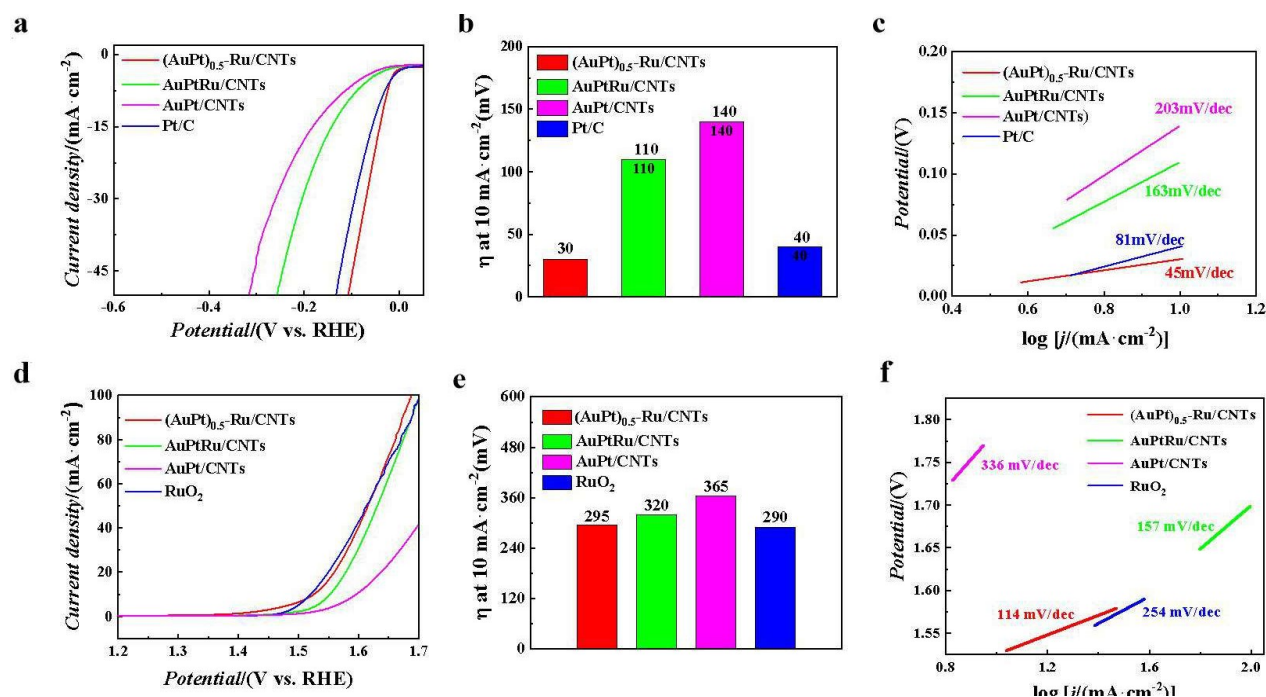 a
Current density/(mA·cm⁻²)
0
-15
-30
-45
(AuPt)₀.₅-Ru/CNTs
AuPtRu/CNTs
AuPt/CNTs
Pt/C
-0.6
-0.4
-0.2
0.0
Potential/(V vs. RHE)
b
η at 10 mA·cm⁻²(mV)
200
150
100
50
0
(AuPt)₀.₅-Ru/CNTs
AuPtRu/CNTs
AuPt/CNTs
Pt/C
30
110
110
140
140
40
40
c
Potential/(V)
0.20
0.15
0.10
0.05
0.00
(AuPt)₀.₅-Ru/CNTs
AuPtRu/CNTs
AuPt/CNTs)
Pt/C
203mV/dec
163mV/dec
81mV/dec
45mV/dec
0.4
0.6
0.8
1.0
1.2
log [j/(mA·cm⁻²)]
d
Current density/(mA·cm⁻²)
100
80
60
40
20
0
(AuPt)₀.₅-Ru/CNTs
AuPtRu/CNTs
AuPt/CNTs
RuO₂
1.2
1.3
1.4
1.5
1.6
1.7
Potential/(V vs. RHE)
e
η at 10 mA·cm⁻²(mV)
600
480
360
240
120
0
(AuPt)₀.₅-Ru/CNTs
AuPtRu/CNTs
AuPt/CNTs
RuO₂
295
320
365
290
f
Potential/(V)
1.80
1.75
1.70
1.65
1.60
1.55
(AuPt)₀.₅-Ru/CNTs
AuPtRu/CNTs
AuPt/CNTs
RuO₂
336 mV/dec
157 mV/dec
114 mV/dec
254 mV/dec
0.8
1.2
1.6
2.0
log [j/(mA·cm⁻²)]